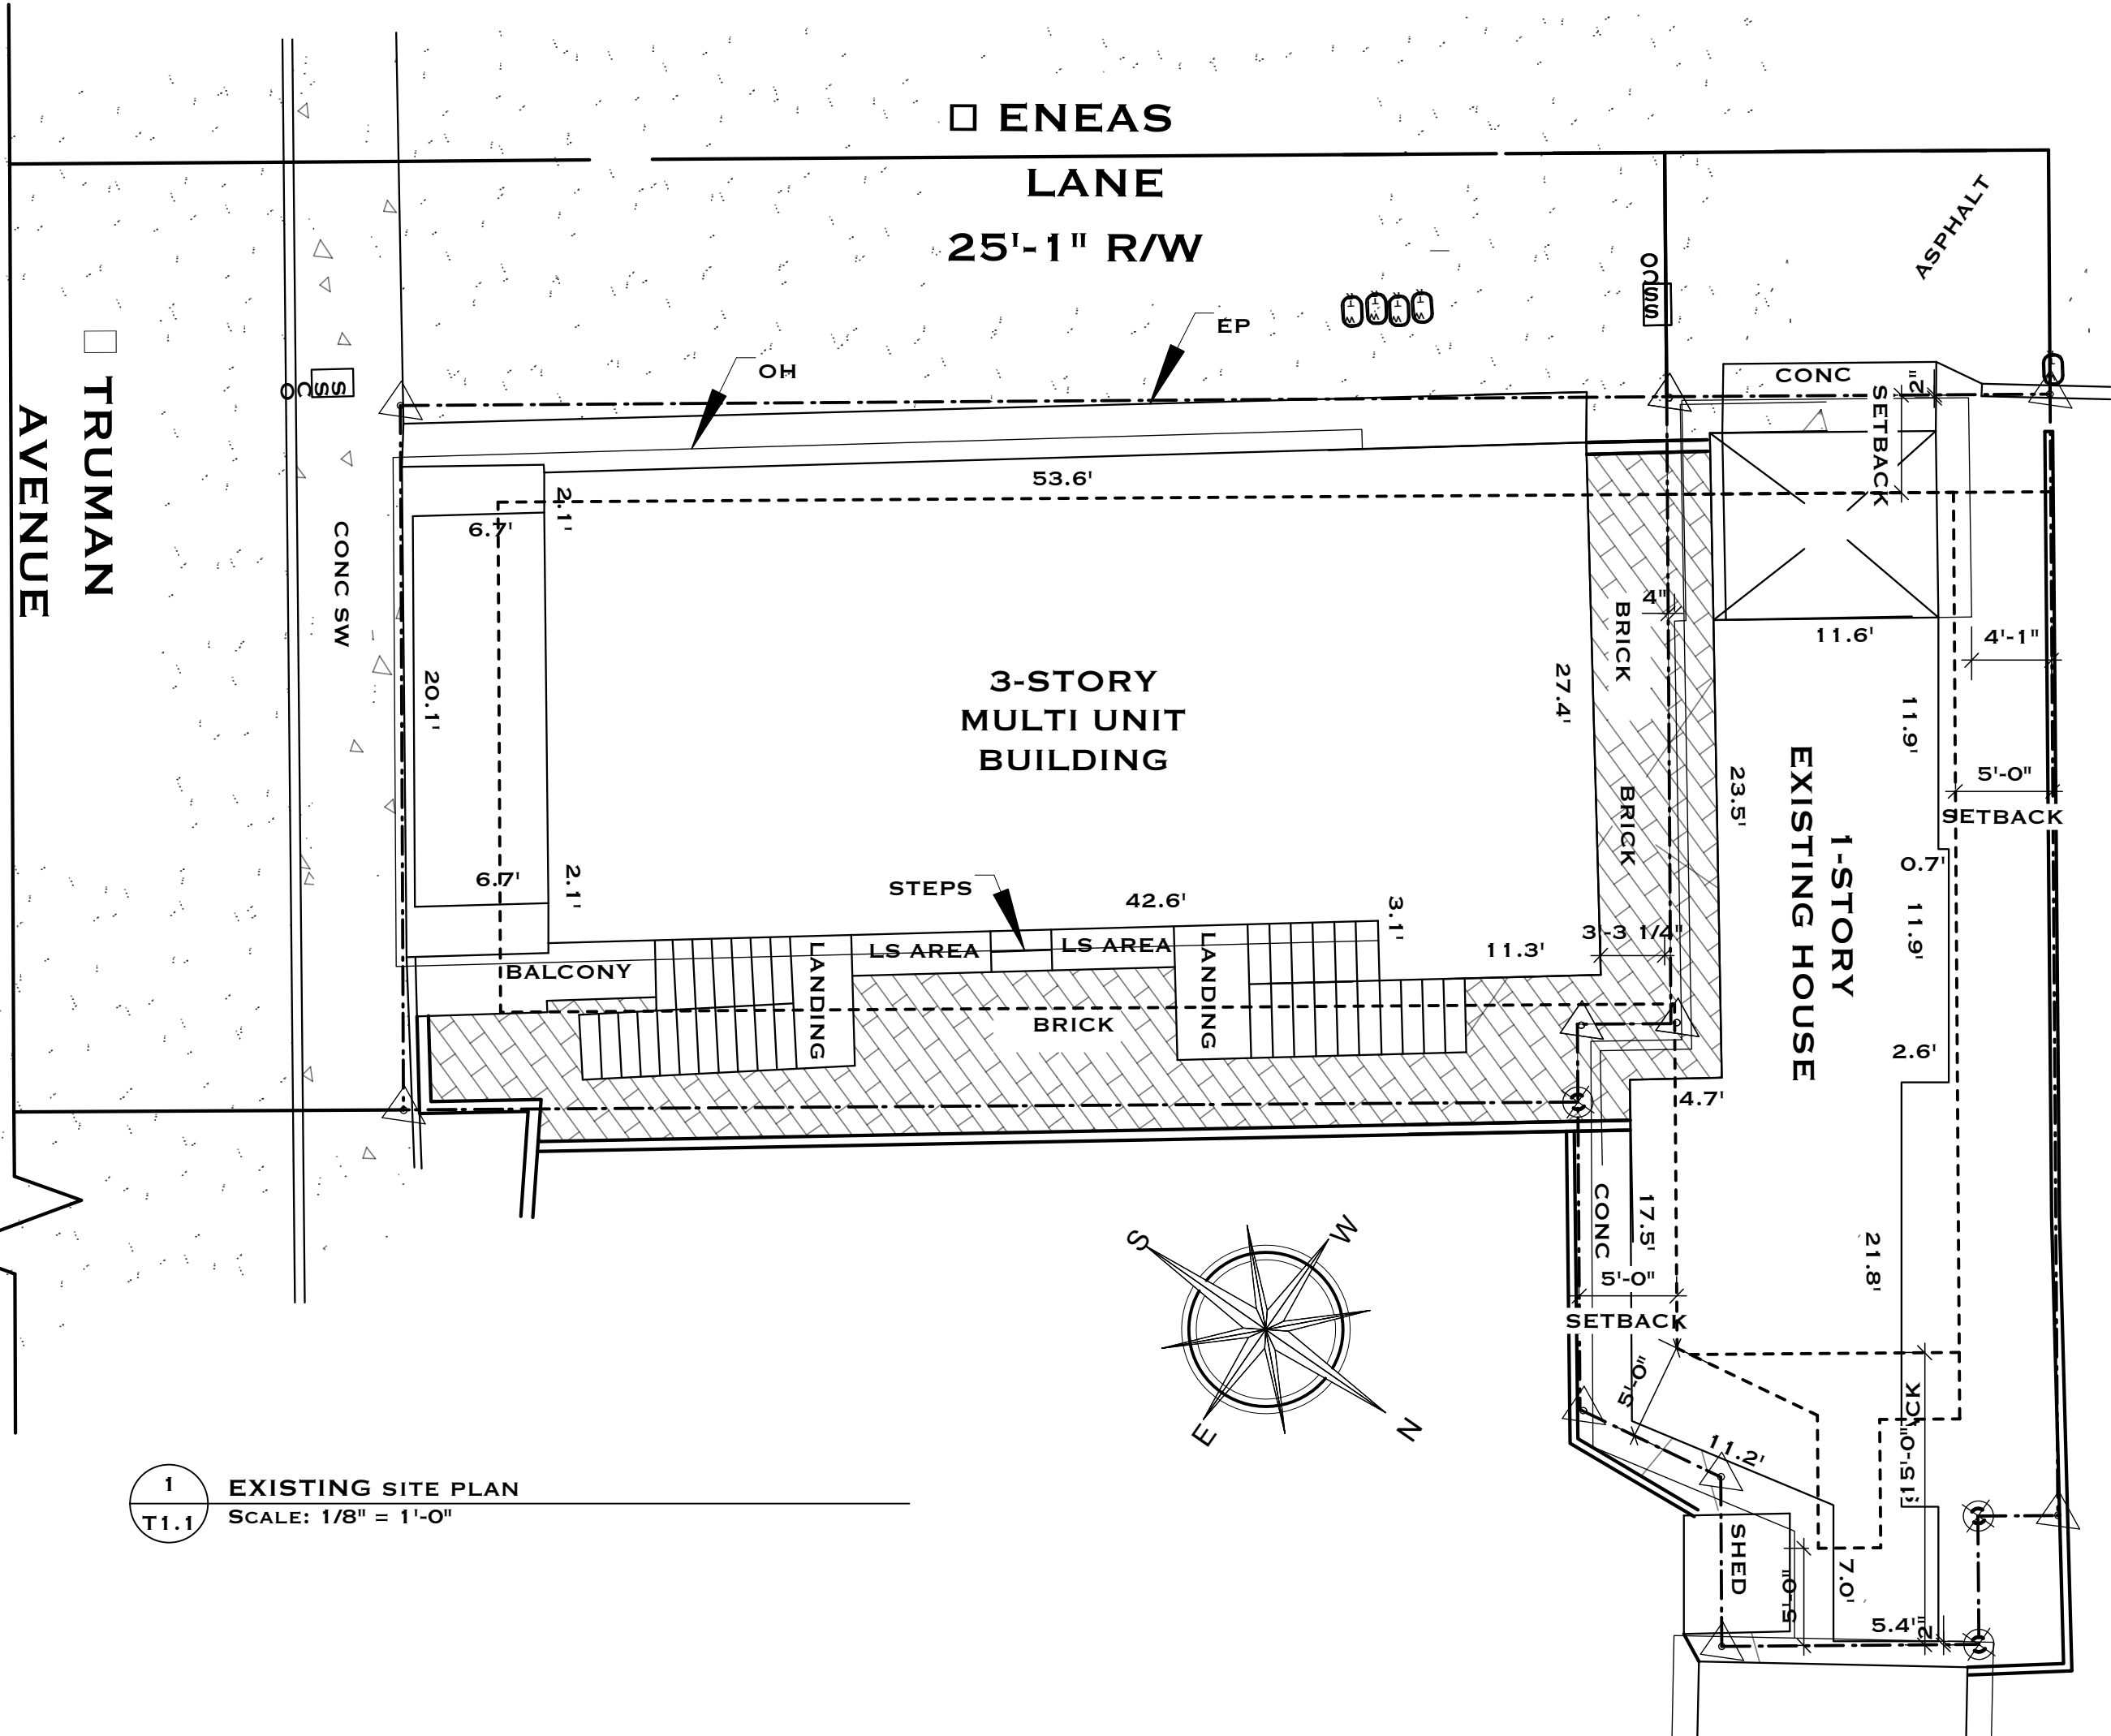 ENEAS
LANE
25'-1" R/W
ASPHALT
TRUMAN
AVENUE
SSCO
SSCO
EP
OH
CONC
SETBACK
2"
CONC SW
53.6'
2.1'
6.7'
20.1'
6.7'
2.1'
3-STORY
MULTI UNIT
BUILDING
27.4'
BRICK
BRICK
4"
11.6'
4'-1"
11.9'
5'-0"
SETBACK
23.5'
1-STORY
EXISTING HOUSE
0.7'
11.9'
2.6'
STEPS
42.6'
3.1'
LS AREA
LS AREA
11.3'
3'-3 1/4"
BALCONY
LANDING
LANDING
BRICK
4.7'
CONC
17.5'
5'-0"
SETBACK
21.8'
5'-0"
11.2'
15'-0"
SHED
5'-0"
7.0'
5.4'
2"
S
W
E
N
1
T1.1
EXISTING SITE PLAN
SCALE: 1/8" = 1'-0"